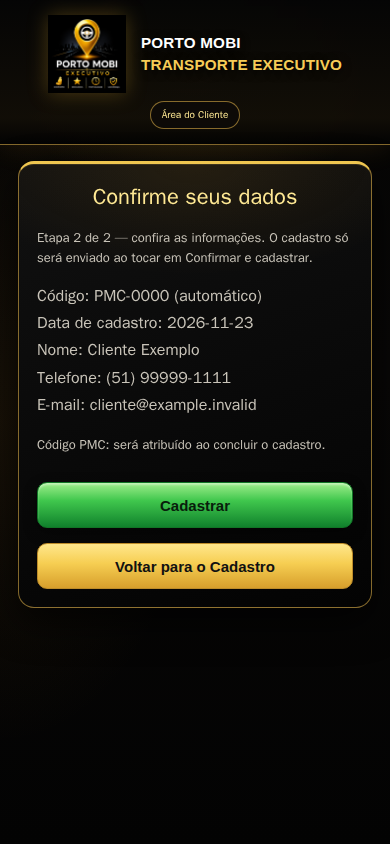 PORTO MOBI
EXECUTIVO
PORTO MOBI
TRANSPORTE EXECUTIVO
Área do Cliente
Confirme seus dados
Etapa 2 de 2 — confira as informações. O cadastro só
será enviado ao tocar em Confirmar e cadastrar.
Código: PMC-0000 (automático)
Data de cadastro: 2026-11-23
Nome: Cliente Exemplo
Telefone: (51) 99999-1111
E-mail: cliente@example.invalid
Código PMC: será atribuído ao concluir o cadastro.
Cadastrar
Voltar para o Cadastro